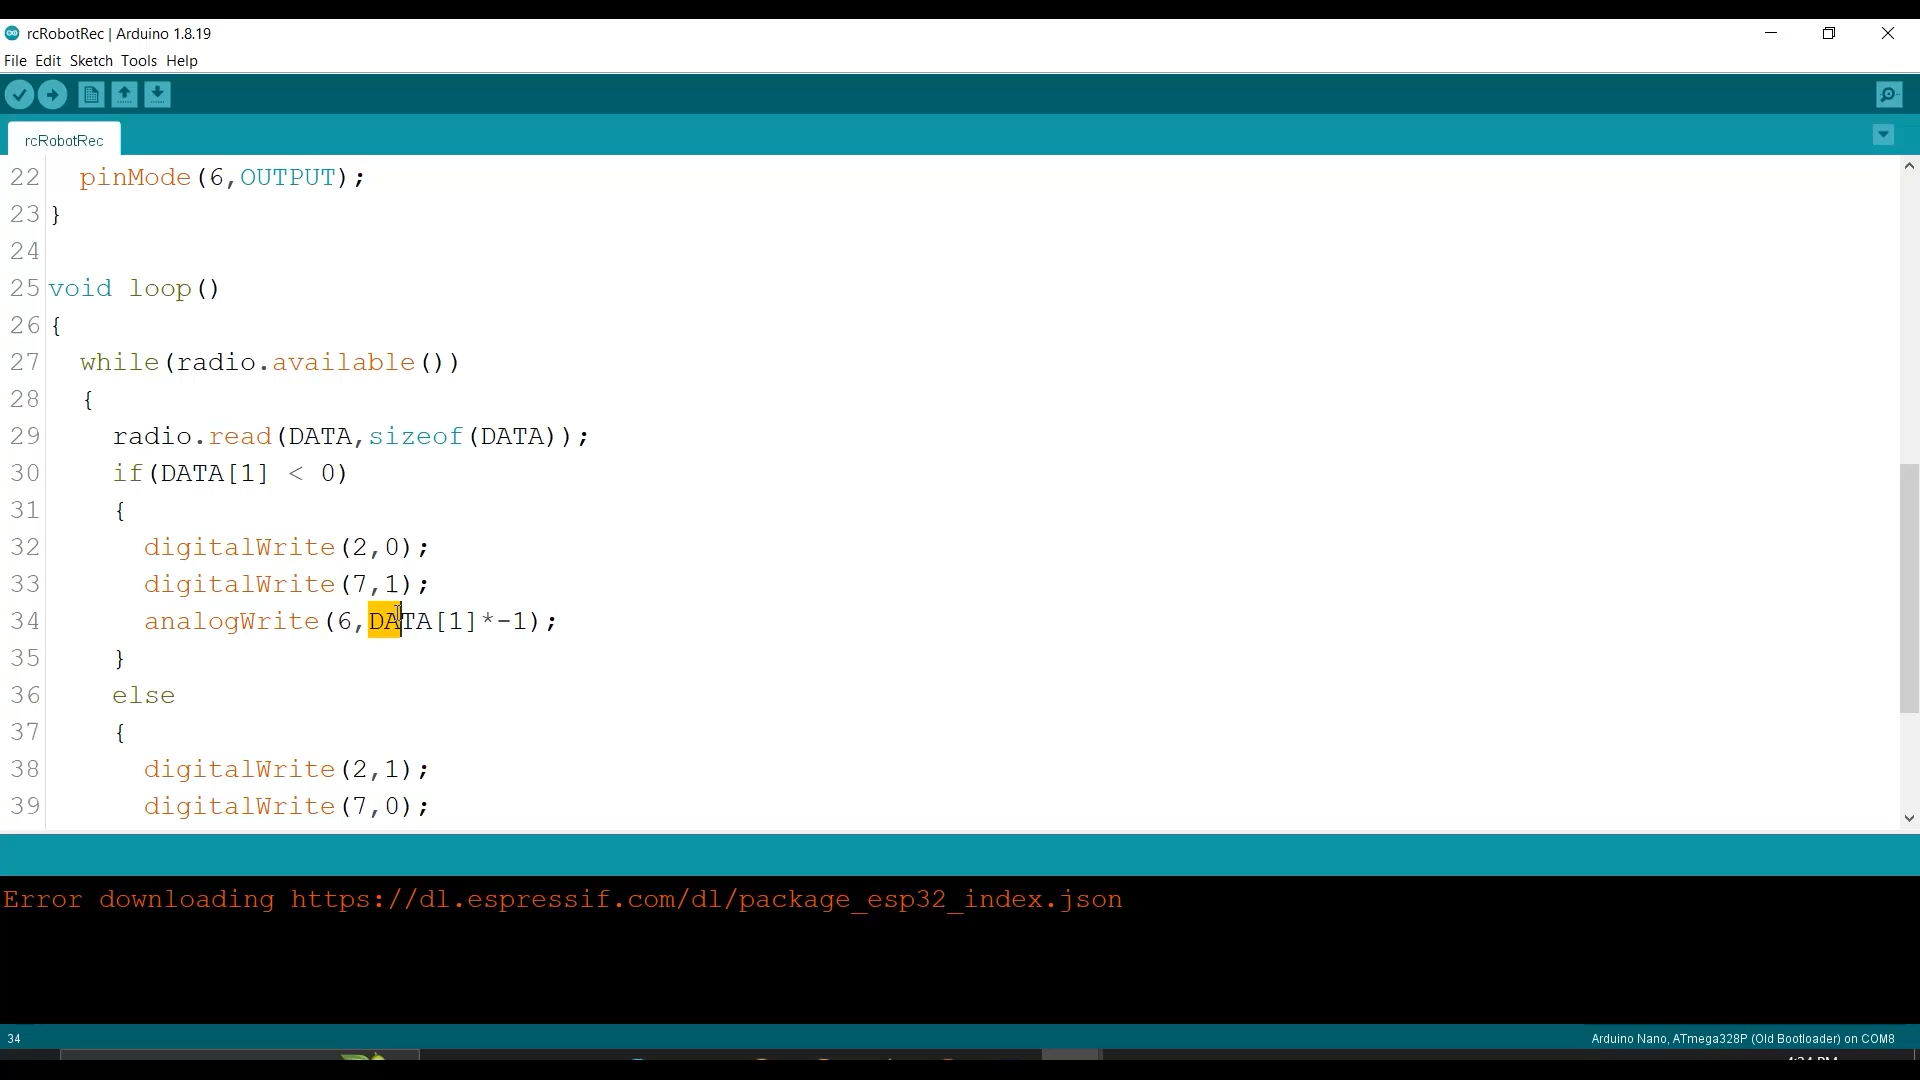 rcRobotRec | Arduino 1.8.19
File Edit Sketch Tools Help
rcRobotRec
22 pinMode(6,OUTPUT);
23 }
24
25 void loop()
26 {
27 while(radio.available())
28 {
29 radio.read(DATA,sizeof(DATA));
30 if(DATA[1] < 0)
31 {
32 digitalWrite(2,0);
33 digitalWrite(7,1);
34 analogWrite(6,DATA[1]*-1);
35 }
36 else
37 {
38 digitalWrite(2,1);
39 digitalWrite(7,0);
Error downloading https://dl.espressif.com/dl/package_esp32_index.json
34
Arduino Nano, ATmega328P (Old Bootloader) on COM8